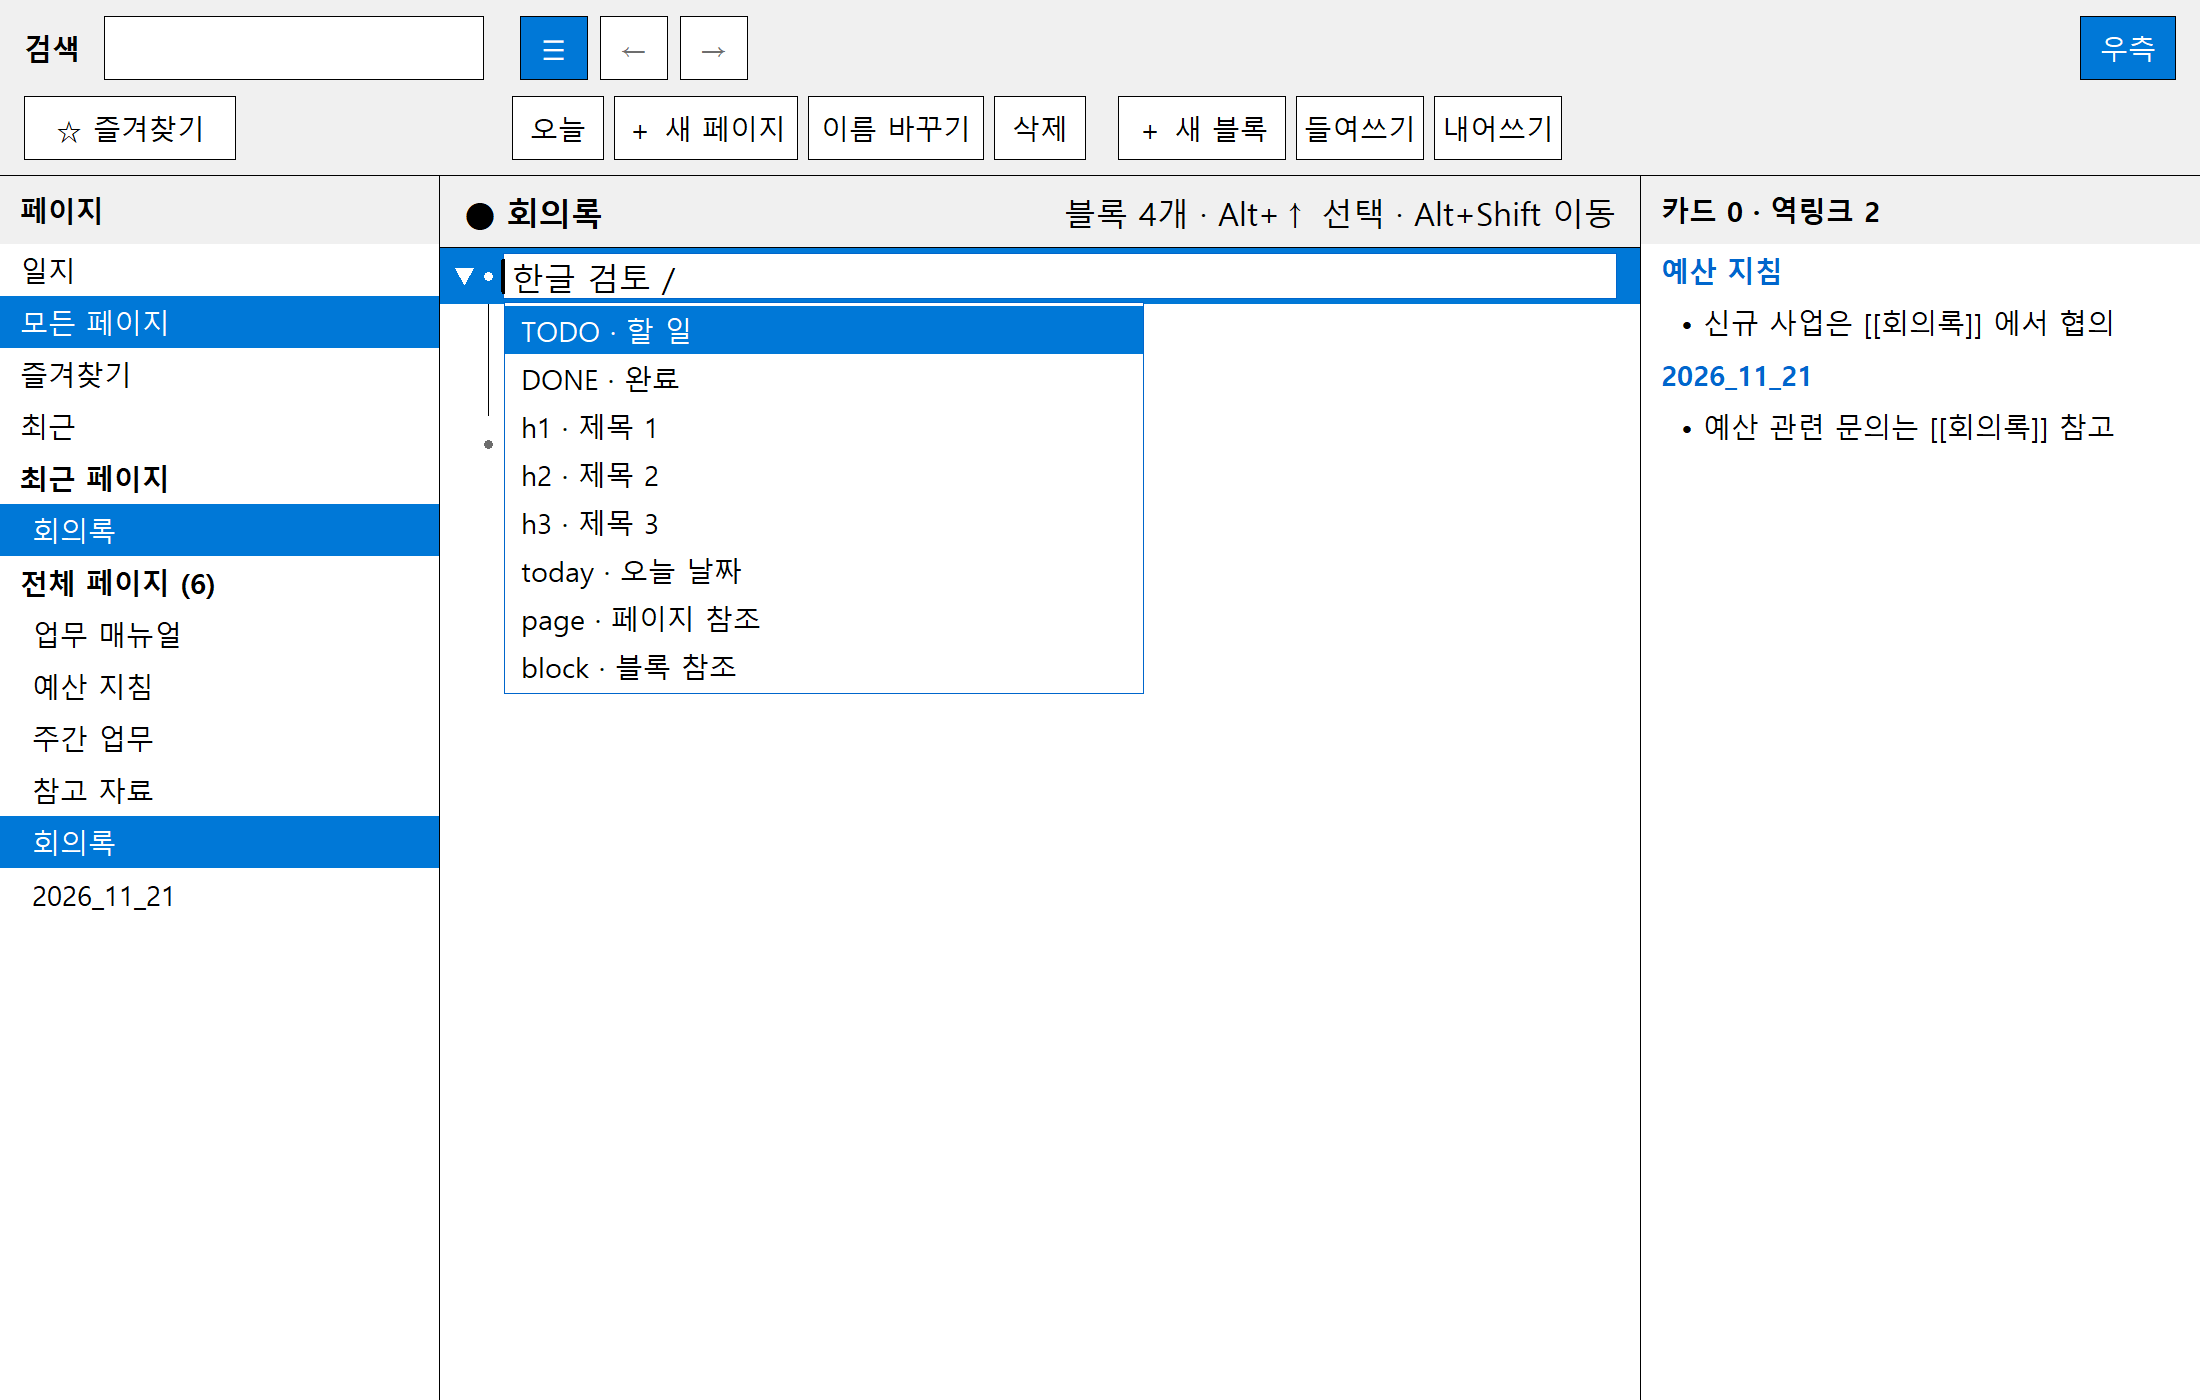 검색
☰ ← →
우측
☆ 즐겨찾기
오늘
+ 새 페이지
이름 바꾸기
삭제
+ 새 블록
들여쓰기
내어쓰기
페이지
일지
모든 페이지
즐겨찾기
최근
최근 페이지
회의록
전체 페이지 (6)
업무 매뉴얼
예산 지침
주간 업무
참고 자료
회의록
2026_11_21
● 회의록
블록 4개 · Alt+↑ 선택 · Alt+Shift 이동
▼ • 한글 검토 /
TODO · 할 일
DONE · 완료
h1 · 제목 1
h2 · 제목 2
h3 · 제목 3
today · 오늘 날짜
page · 페이지 참조
block · 블록 참조
카드 0 · 역링크 2
예산 지침
• 신규 사업은 [[회의록]] 에서 협의
2026_11_21
• 예산 관련 문의는 [[회의록]] 참고